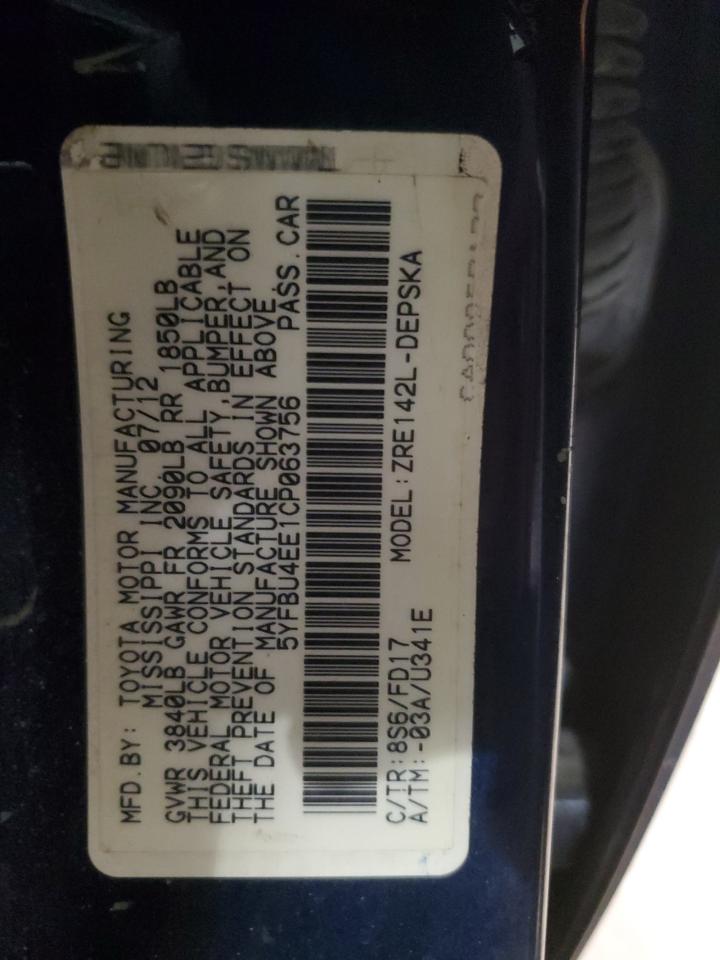 MFD.BY: TOYOTA MOTOR MANUFACTURING
MISSISSIPPI INC 07/12
GVWR 3840LB GAWR FR 2090LB RR 1850LB
THIS VEHICLE CONFORMS TO ALL APPLICABLE
FEDERAL MOTOR VEHICLE SAFETY,BUMPER,AND
THEFT PREVENTION STANDARDS IN EFFECT ON
THE DATE OF MANUFACTURE SHOWN ABOVE.
5YFBU4EE1CP063756 PASS.CAR
C/TR:8S6/FD17 MODEL:ZRE142L-DEPSKA
A/TM:-03A/U341E